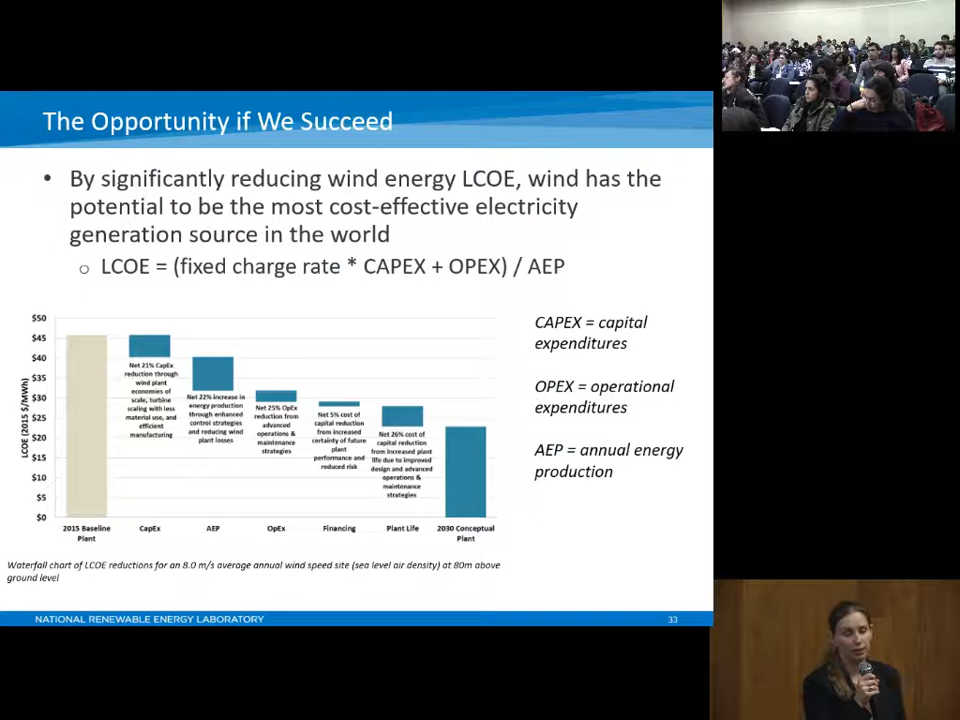 The Opportunity if We Succeed
• By significantly reducing wind energy LCOE, wind has the
potential to be the most cost-effective electricity
generation source in the world
o LCOE = (fixed charge rate * CAPEX + OPEX) / AEP
CAPEX = capital
expenditures
OPEX = operational
expenditures
AEP = annual energy
production
LCOE (2015 $/MWh)
$50
$45
$40
$35
$30
$25
$20
$15
$10
$5
$0
Net 21% CapEx
reduction through
wind plant
economies of
scale, turbine
scaling with less
material use, and
efficient
manufacturing
Net 22% increase in
energy production
through enhanced
control strategies
and reducing wind
plant losses
Net 25% OpEx
reduction from
advanced
operations &
maintenance
strategies
Net 5% cost of
capital reduction
from increased
certainty of future
plant
performance and
reduced risk
Net 26% cost of
capital reduction
from increased plant
life due to improved
design and advanced
operations &
maintenance
strategies
2015 Baseline
Plant
CapEx
AEP
OpEx
Financing
Plant Life
2030 Conceptual
Plant
Waterfall chart of LCOE reductions for an 8.0 m/s average annual wind speed site (sea level air density) at 80m above
ground level
NATIONAL RENEWABLE ENERGY LABORATORY
33